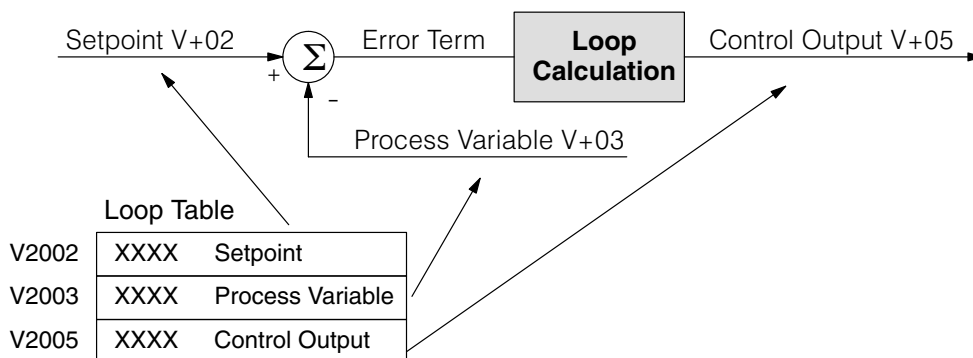 Setpoint V+02
Error Term
Loop
Calculation
Control Output V+05
+
Σ
–
Process Variable V+03
Loop Table
V2002 XXXX Setpoint
V2003 XXXX Process Variable
V2005 XXXX Control Output